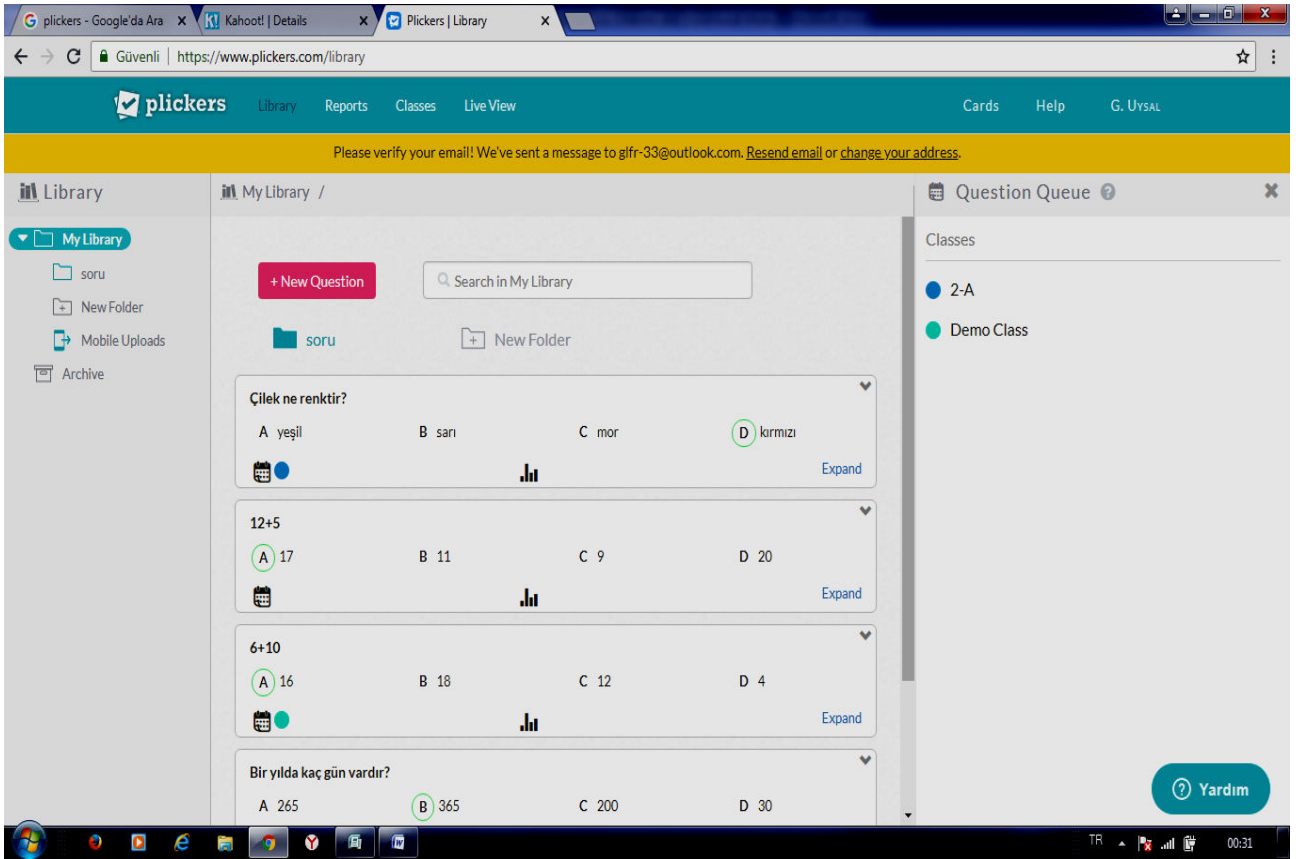 plickers - Google'da Ara
Kahoot! | Details
Plickers | Library
Güvenli
https://www.plickers.com/library
plickers Library Reports Classes Live View Cards Help G. Uysal
Please verify your email! We've sent a message to glfr-33@outlook.com. Resend email or change your address.
Library
My Library
soru
New Folder
Mobile Uploads
Archive
My Library /
+ New Question
Search in My Library
soru
New Folder
Çilek ne renktir?
A yeşil B sarı C mor D kırmızı
Expand
12+5
A 17 B 11 C 9 D 20
Expand
6+10
A 16 B 18 C 12 D 4
Expand
Bir yılda kaç gün vardır?
A 265 B 365 C 200 D 30
Question Queue
Classes
2-A
Demo Class
Yardım
TR 00:31